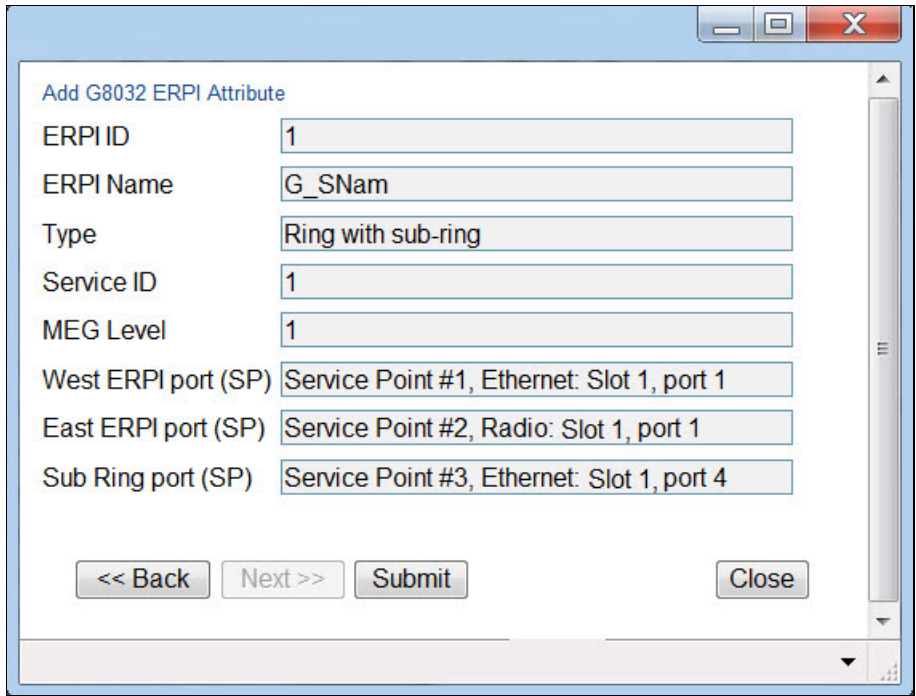 Add G8032 ERPI Attribute
ERPI ID 1
ERPI Name G_SNam
Type Ring with sub-ring
Service ID 1
MEG Level 1
West ERPI port (SP) Service Point #1, Ethernet: Slot 1, port 1
East ERPI port (SP) Service Point #2, Radio: Slot 1, port 1
Sub Ring port (SP) Service Point #3, Ethernet: Slot 1, port 4
<< Back Next >> Submit Close